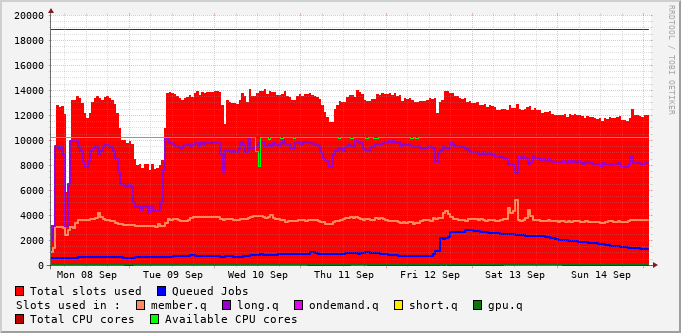 20000
18000
16000
14000
12000
10000
8000
6000
4000
2000
0
Mon 08 Sep Tue 09 Sep Wed 10 Sep Thu 11 Sep Fri 12 Sep Sat 13 Sep Sun 14 Sep
RRDTOOL / TOBI OETIKER
Total slots used Queued Jobs
Slots used in : member.q long.q ondemand.q short.q gpu.q
Total CPU cores Available CPU cores